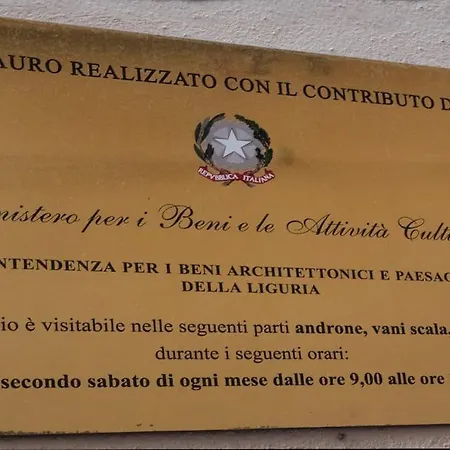 AURO REALIZZATO CON IL CONTRIBUTO D
REPVBBLICA ITALIANA
nistero per i Beni e le Attività Cult
NTENDENZA PER I BENI ARCHITETTONICI E PAESAG
DELLA LIGURIA
io è visitabile nelle seguenti parti androne, vani scala.
durante i seguenti orari:
secondo sabato di ogni mese dalle ore 9,00 alle ore